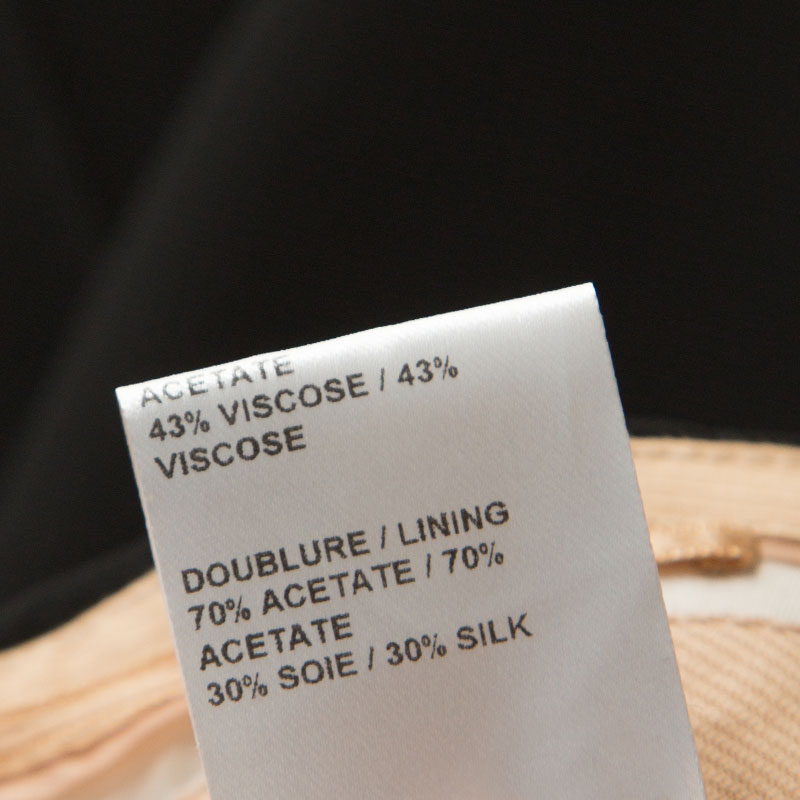 ACETATE
43% VISCOSE / 43%
VISCOSE
DOUBLURE / LINING
70% ACETATE / 70%
ACETATE
30% SOIE / 30% SILK